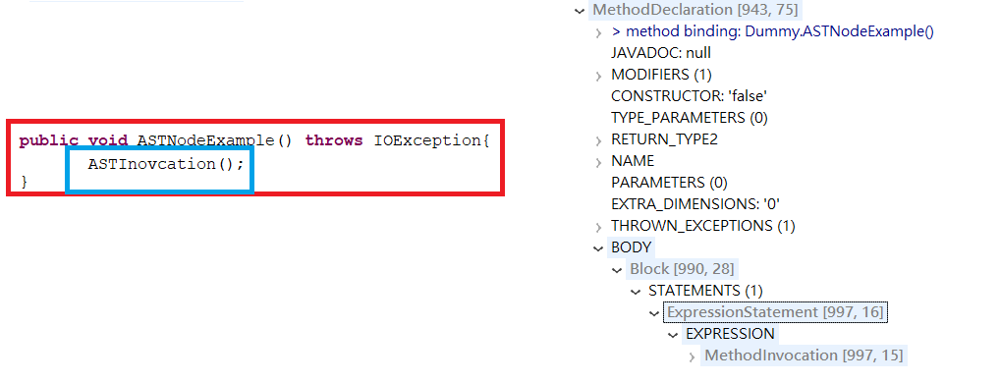 public void ASTNodeExample() throws IOException{
ASTInovcation();
}
MethodDeclaration [943, 75]
> method binding: Dummy.ASTNodeExample()
JAVADOC: null
MODIFIERS (1)
CONSTRUCTOR: 'false'
TYPE_PARAMETERS (0)
RETURN_TYPE2
NAME
PARAMETERS (0)
EXTRA_DIMENSIONS: '0'
THROWN_EXCEPTIONS (1)
BODY
Block [990, 28]
STATEMENTS (1)
ExpressionStatement [997, 16]
EXPRESSION
MethodInvocation [997, 15]